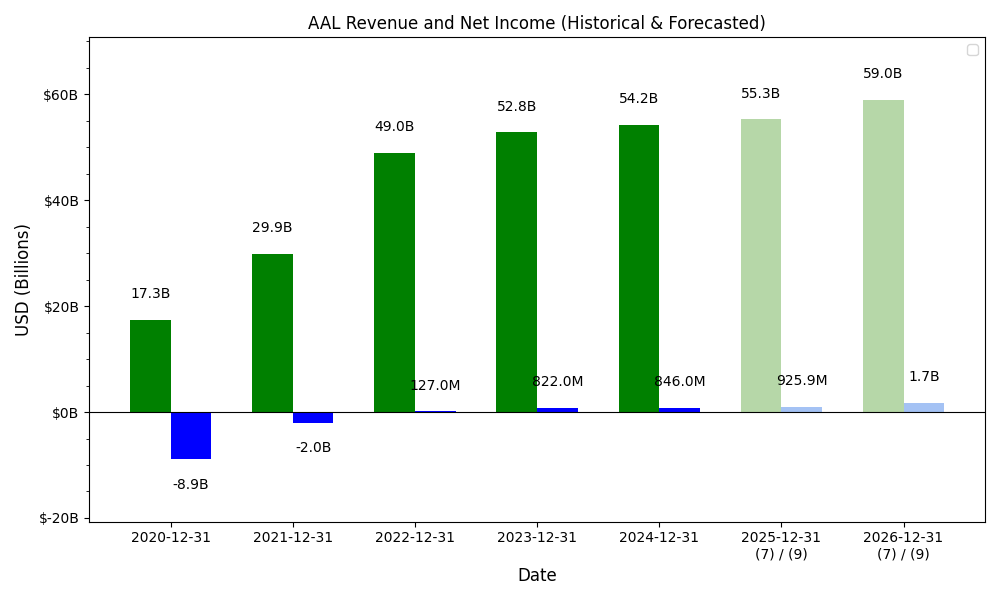 AAL Revenue and Net Income (Historical & Forecasted)
USD (Billions)
$60B
$40B
$20B
$0B
$-20B
17.3B
-8.9B
29.9B
-2.0B
49.0B
127.0M
52.8B
822.0M
54.2B
846.0M
55.3B
925.9M
59.0B
1.7B
2020-12-31
2021-12-31
2022-12-31
2023-12-31
2024-12-31
2025-12-31
(7) / (9)
2026-12-31
(7) / (9)
Date